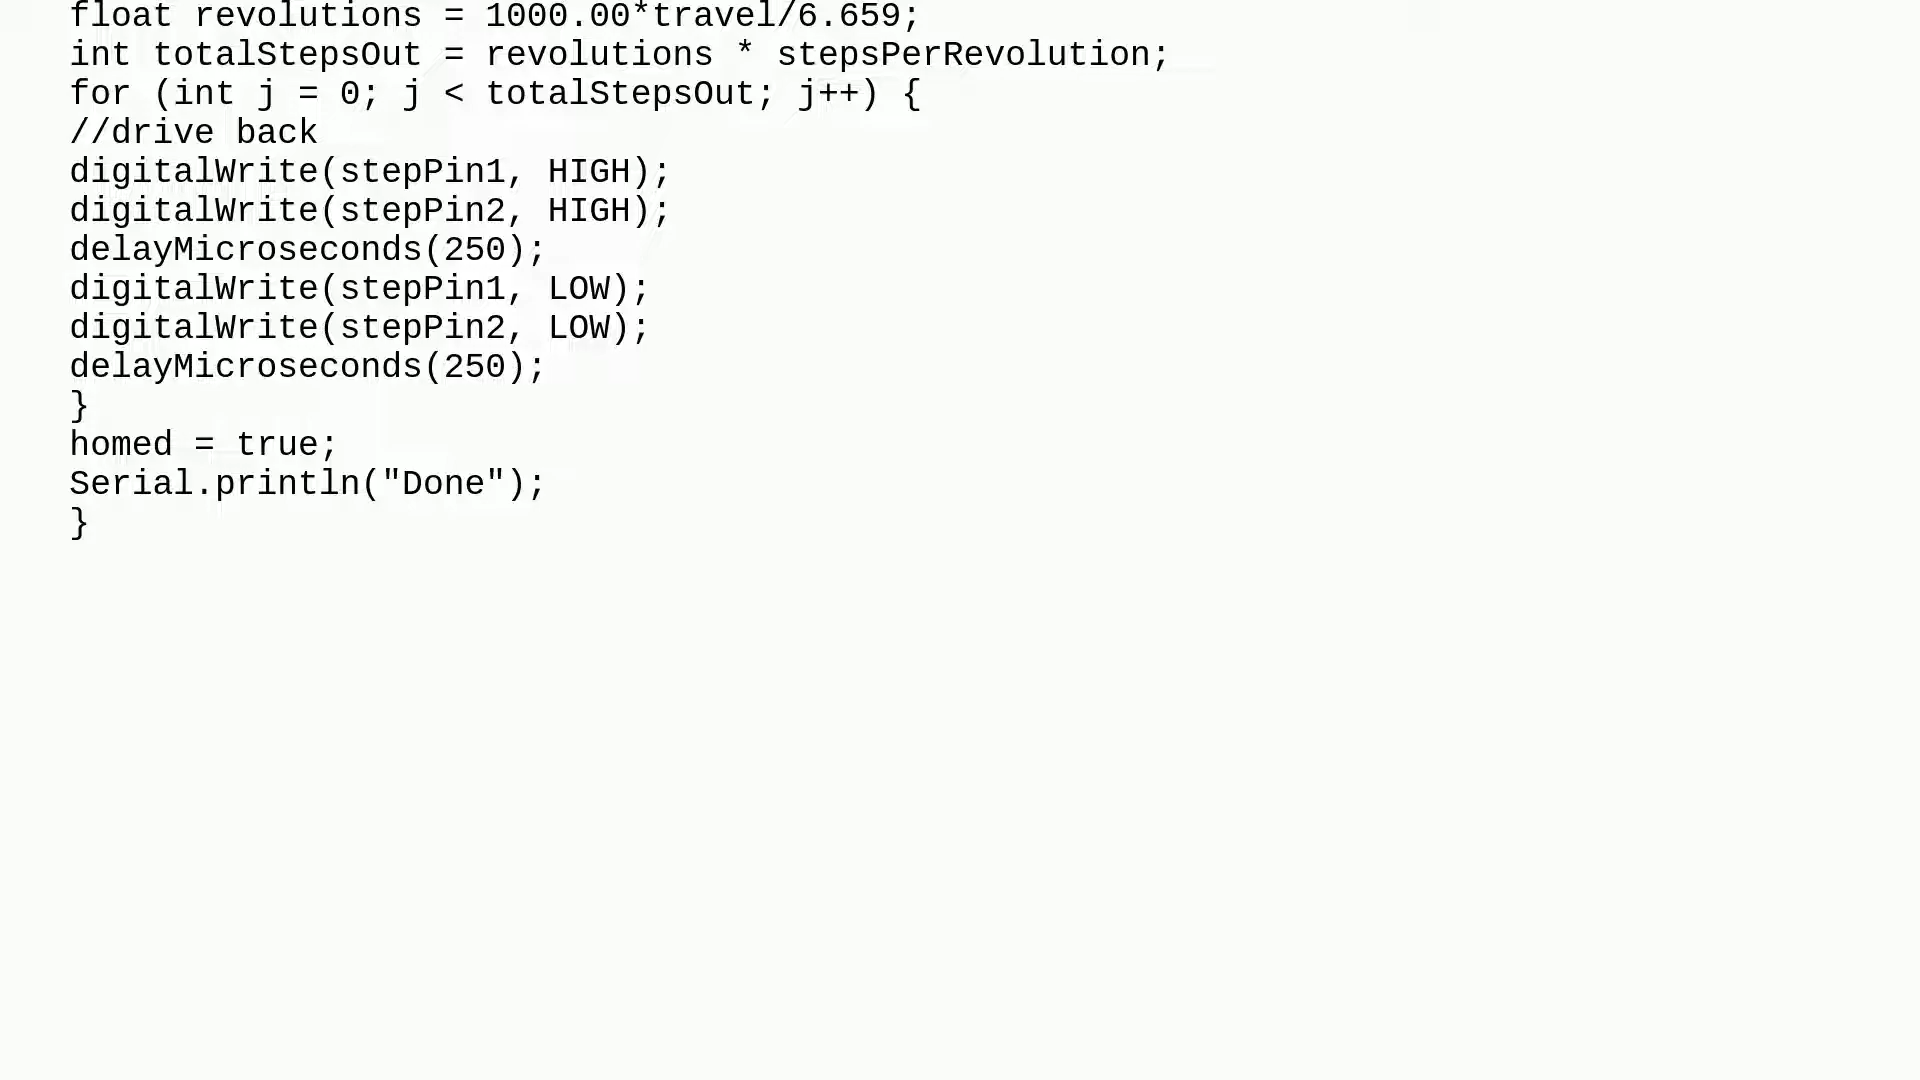 float revolutions = 1000.00*travel/6.659;
int totalStepsOut = revolutions * stepsPerRevolution;
for (int j = 0; j < totalStepsOut; j++) {
//drive back
digitalWrite(stepPin1, HIGH);
digitalWrite(stepPin2, HIGH);
delayMicroseconds(250);
digitalWrite(stepPin1, LOW);
digitalWrite(stepPin2, LOW);
delayMicroseconds(250);
}
homed = true;
Serial.println("Done");
}